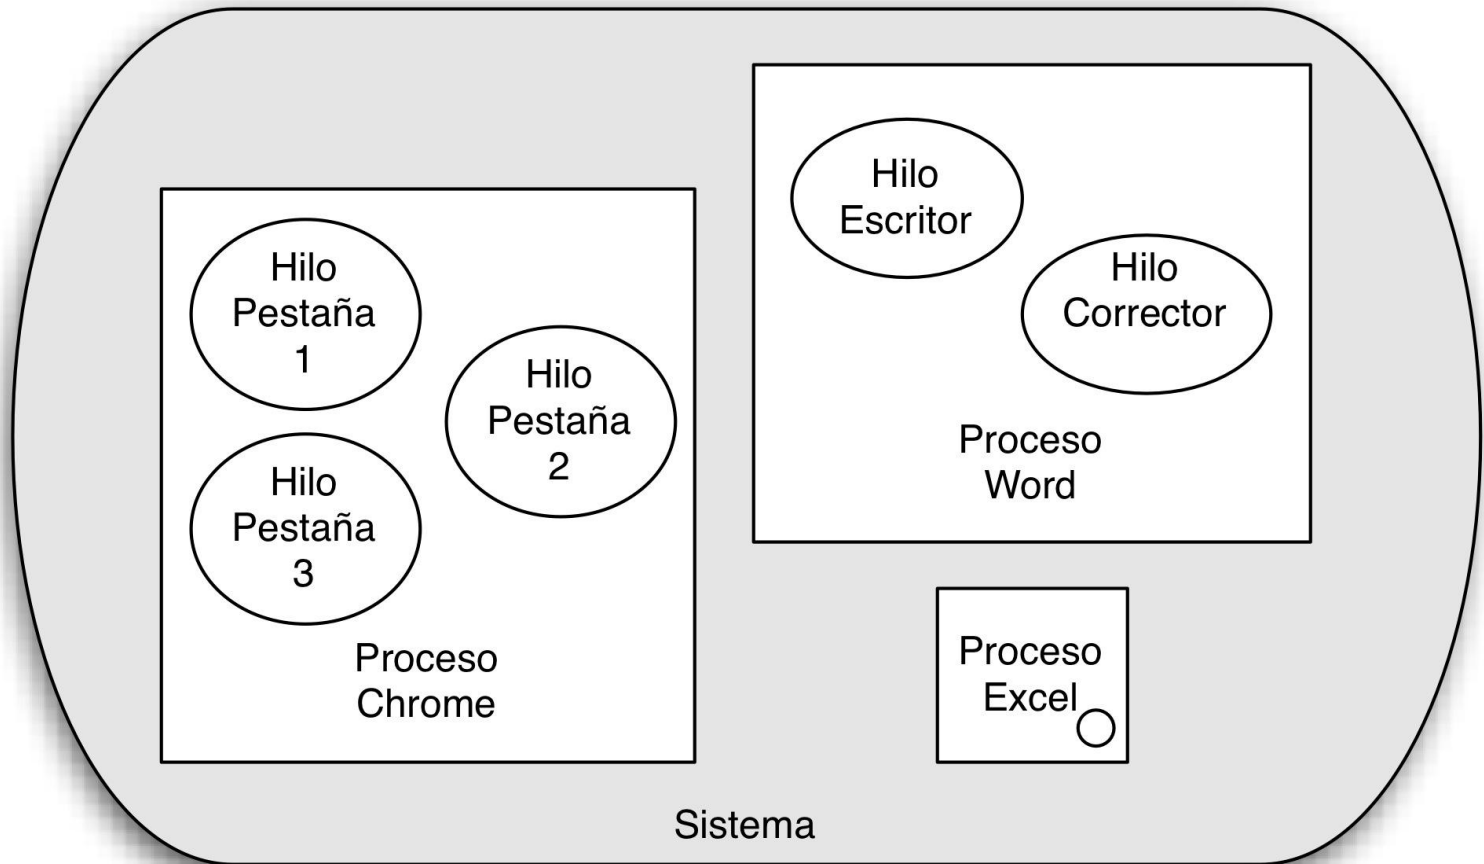 Hilo
Pestaña
1
Hilo
Pestaña
2
Hilo
Pestaña
3
Proceso
Chrome
Hilo
Escritor
Hilo
Corrector
Proceso
Word
Proceso
Excel
Sistema